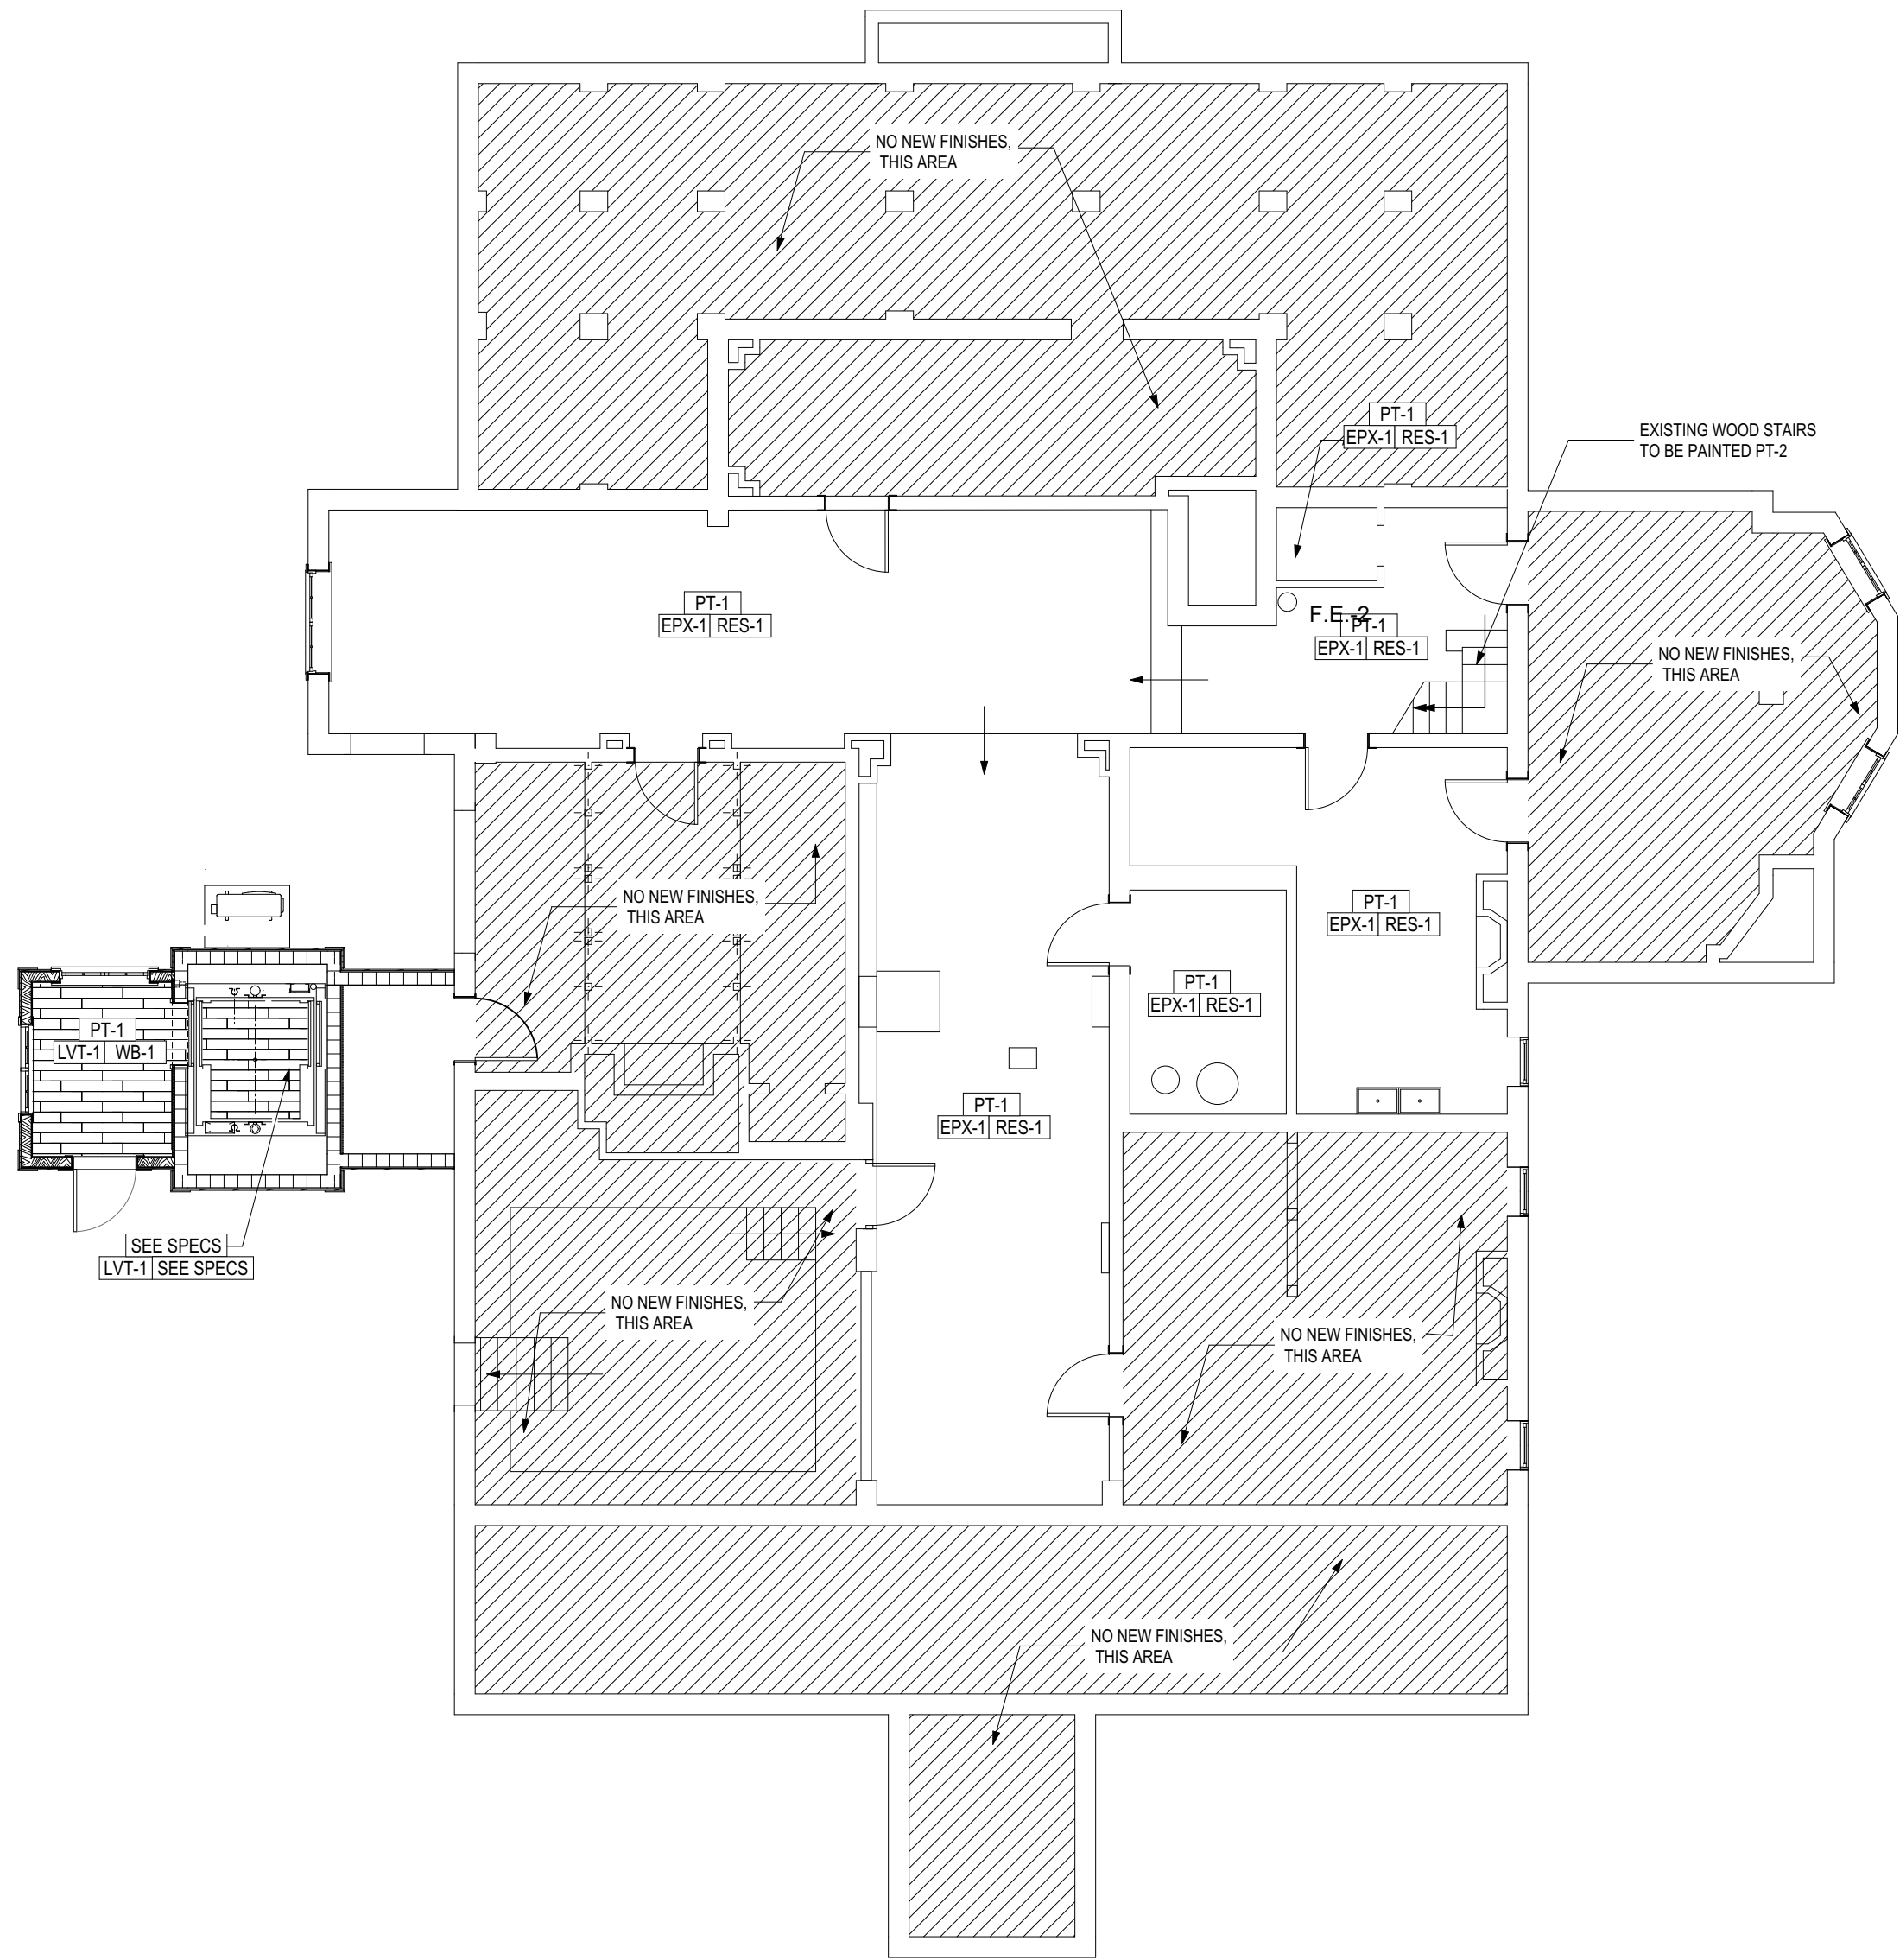 NO NEW FINISHES,
THIS AREA
PT-1
EPX-1 RES-1
EXISTING WOOD STAIRS
TO BE PAINTED PT-2
PT-1
EPX-1 RES-1
F.E.-2
PT-1
EPX-1 RES-1
NO NEW FINISHES,
THIS AREA
NO NEW FINISHES,
THIS AREA
PT-1
EPX-1 RES-1
PT-1
EPX-1 RES-1
PT-1
LVT-1 WB-1
PT-1
EPX-1 RES-1
SEE SPECS
LVT-1 SEE SPECS
NO NEW FINISHES,
THIS AREA
NO NEW FINISHES,
THIS AREA
NO NEW FINISHES,
THIS AREA